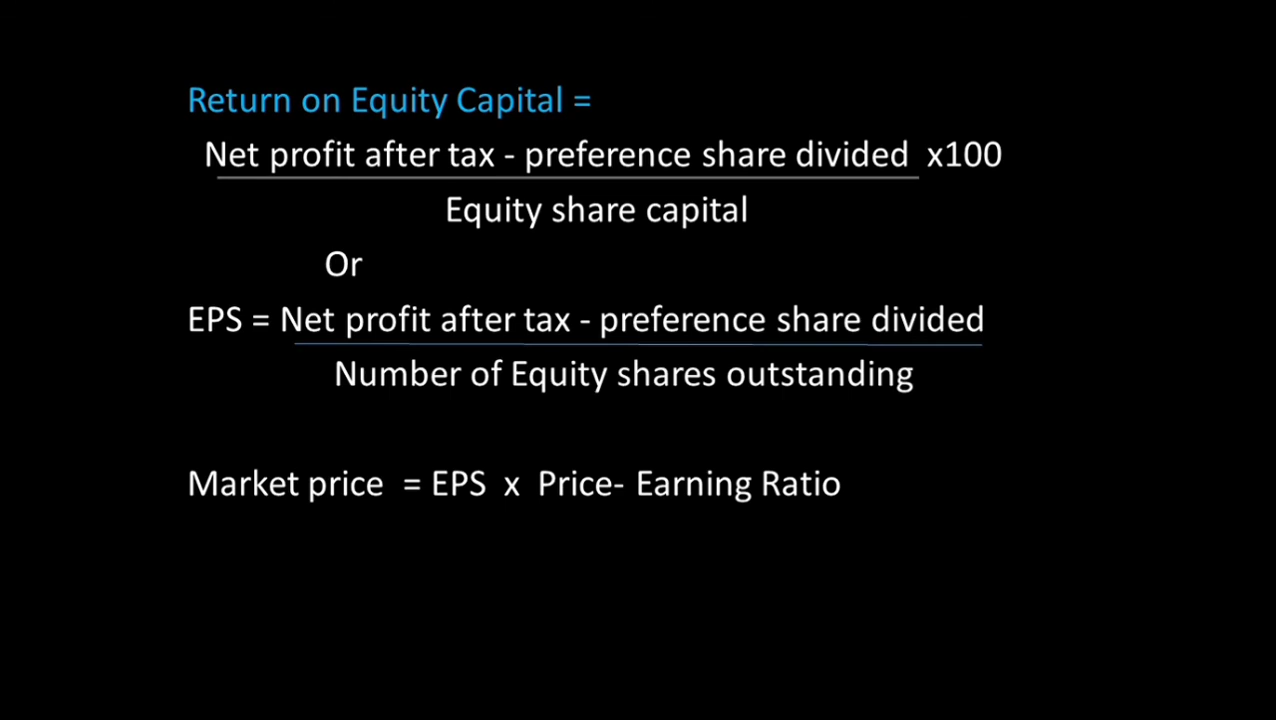 Return on Equity Capital =
Net profit after tax - preference share divided x100
Equity share capital
Or
EPS = Net profit after tax - preference share divided
Number of Equity shares outstanding
Market price = EPS x Price- Earning Ratio